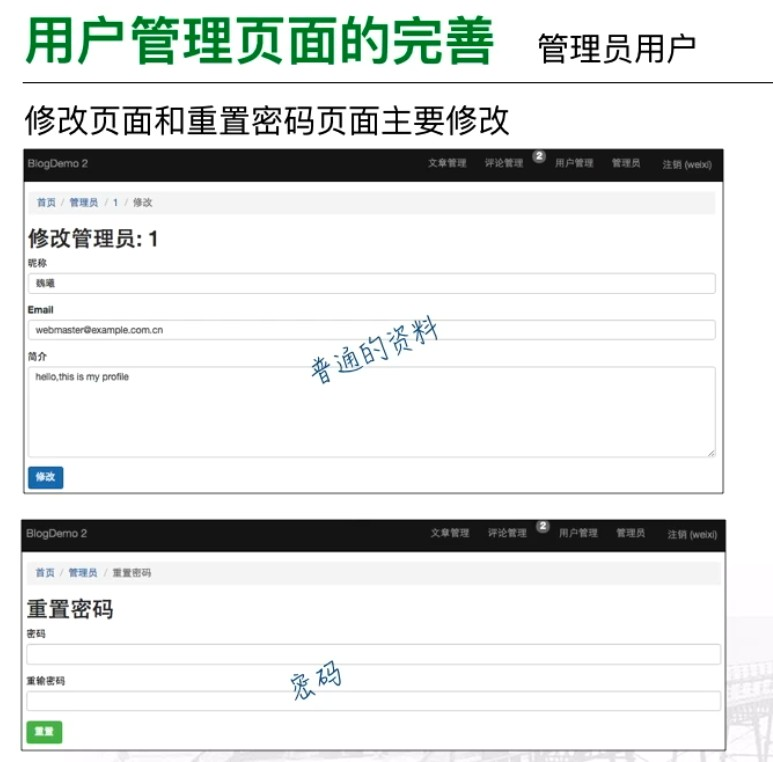 用户管理页面的完善 管理员用户
修改页面和重置密码页面主要修改
BlogDemo 2 文章管理 评论管理 2 用户管理 管理员 注销 (weixi)
首页 / 管理员 / 1 / 修改
修改管理员: 1
昵称
魏曦
Email
webmaster@example.com.cn
简介
hello,this is my profile
普通的资料
修改
BlogDemo 2 文章管理 评论管理 2 用户管理 管理员 注销 (weixi)
首页 / 管理员 / 重置密码
重置密码
密码
重输密码
密码
重置